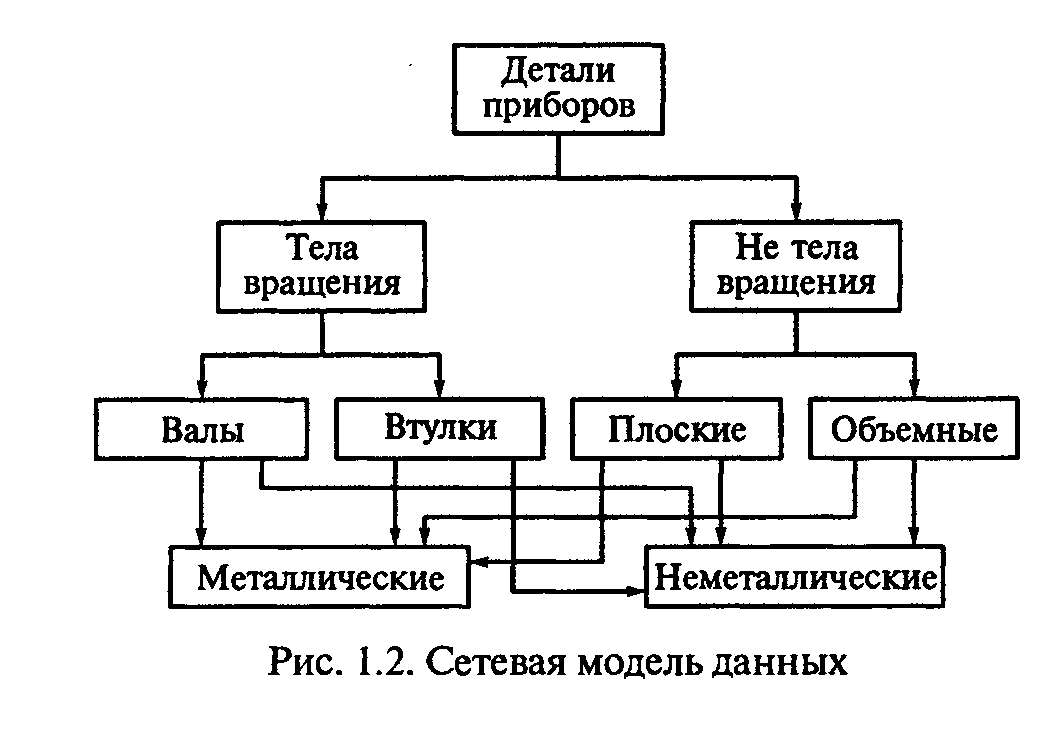 Детали
приборов
Тела
вращения
Не тела
вращения
Валы
Втулки
Плоские
Объемные
Металлические
Неметаллические
Рис. 1.2. Сетевая модель данных